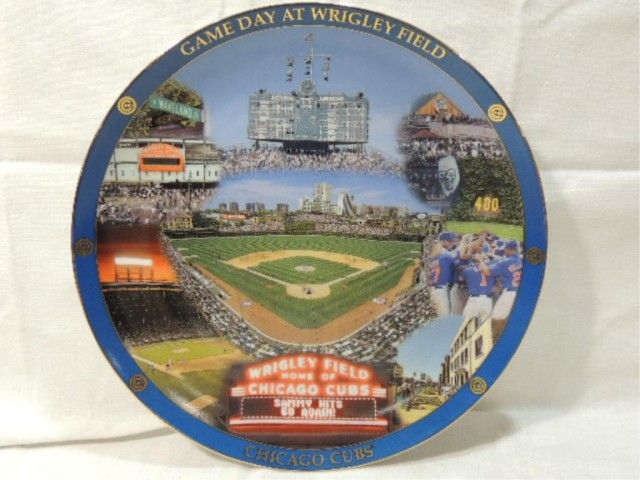 GAME DAY AT WRIGLEY FIELD
400
WRIGLEY FIELD
HOME OF
CHICAGO CUBS
SAMMY HITS
60 AGAIN!
CHICAGO CUBS